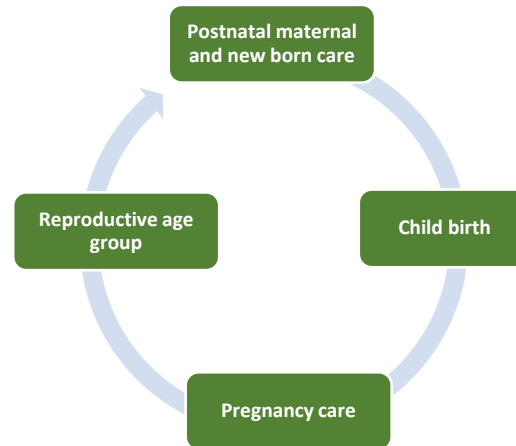 Postnatal maternal
and new born care
Child birth
Reproductive age
group
Pregnancy care